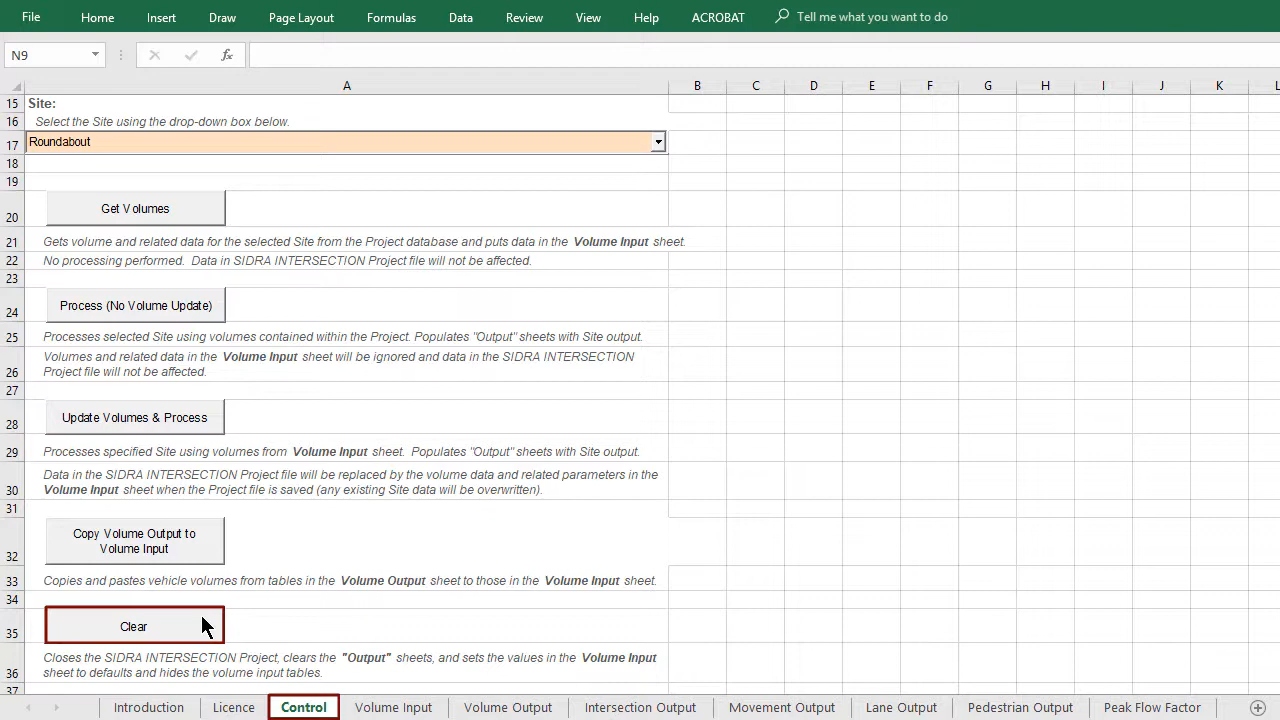 File Home Insert Draw Page Layout Formulas Data Review View Help ACROBAT Tell me what you want to do
N9 fx
A B C D E F G H I J K L
15 Site:
16 Select the Site using the drop-down box below.
17 Roundabout
18
19
20 Get Volumes
21 Gets volume and related data for the selected Site from the Project database and puts data in the Volume Input sheet.
22 No processing performed. Data in SIDRA INTERSECTION Project file will not be affected.
23
24 Process (No Volume Update)
25 Processes selected Site using volumes contained within the Project. Populates "Output" sheets with Site output.
Volumes and related data in the Volume Input sheet will be ignored and data in the SIDRA INTERSECTION
26 Project file will not be affected.
27
28 Update Volumes & Process
29 Processes specified Site using volumes from Volume Input sheet. Populates "Output" sheets with Site output.
Data in the SIDRA INTERSECTION Project file will be replaced by the volume data and related parameters in the
30 Volume Input sheet when the Project file is saved (any existing Site data will be overwritten).
31
Copy Volume Output to
32 Volume Input
33 Copies and pastes vehicle volumes from tables in the Volume Output sheet to those in the Volume Input sheet.
34
35 Clear
Closes the SIDRA INTERSECTION Project, clears the "Output" sheets, and sets the values in the Volume Input
36 sheet to defaults and hides the volume input tables.
37
Introduction Licence Control Volume Input Volume Output Intersection Output Movement Output Lane Output Pedestrian Output Peak Flow Factor